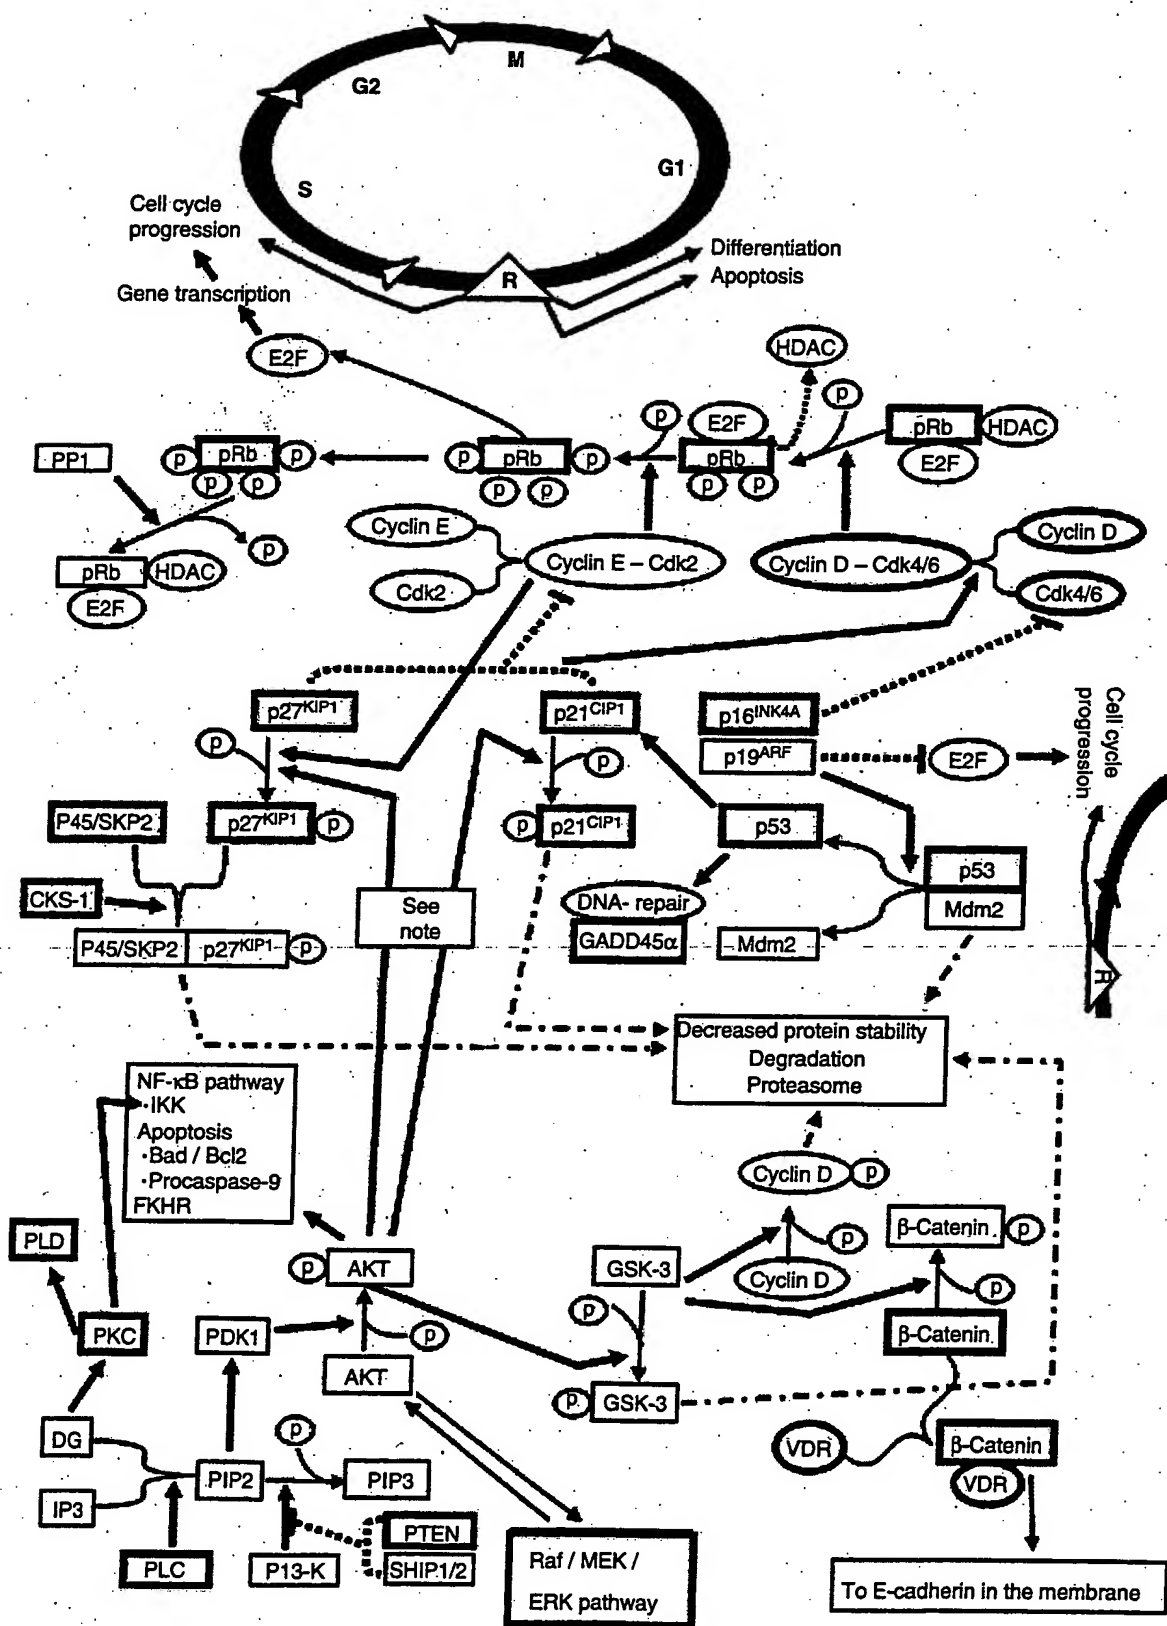 M
G2
G1
S
Cell cycle
progression
R
Differentiation
Apoptosis
Gene transcription
E2F
HDAC
p
p
E2F
pRb
HDAC
PP1
p
pRb
p
p
pRb
p
pRb
E2F
p
p
p
p
p
p
Cyclin E
Cyclin D
p
pRb
HDAC
Cyclin E – Cdk2
Cyclin D – Cdk4/6
E2F
Cdk2
Cdk4/6
p27KIP1
p21CIP1
p16INK4A
Cell cycle
progression
p
p
p19ARF
E2F
P45/SKP2
p27KIP1
p
p
p21CIP1
p53
p53
CKS-1
See
note
DNA- repair
Mdm2
P45/SKP2
p27KIP1
p
GADD45α
Mdm2
R
Decreased protein stability
Degradation
Proteasome
NF-κB pathway
·IKK
Apoptosis
·Bad / Bcl2
·Procaspase-9
FKHR
Cyclin D
p
PLD
β-Catenin
p
p
AKT
GSK-3
p
Cyclin D
p
p
PKC
PDK1
p
β-Catenin
AKT
p
GSK-3
DG
p
VDR
β-Catenin
PIP2
PIP3
IP3
VDR
PTEN
PLC
P13-K
SHIP1/2
Raf / MEK /
ERK pathway
To E-cadherin in the membrane